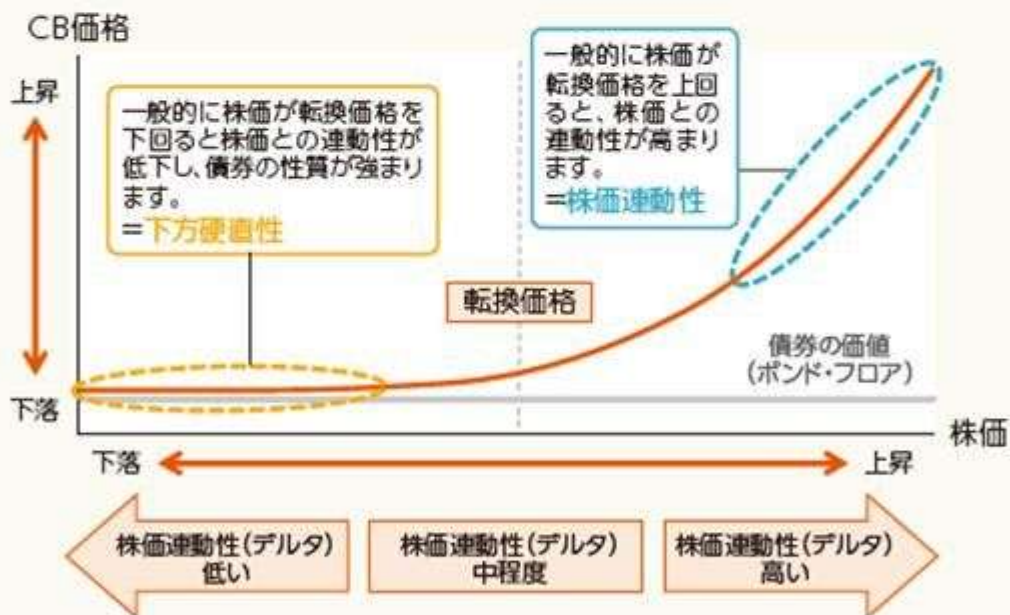 CB価格
上昇
一般的に株価が転換価格を
下回ると株価との連動性が
低下し、債券の性質が強まり
ます。
＝下方硬直性
一般的に株価が
転換価格を上回
ると、株価との
連動性が高まり
ます。
＝株価連動性
転換価格
債券の価値
(ボンド・フロア)
下落
株価
下落
上昇
株価連動性(デルタ)
低い
株価連動性(デルタ)
中程度
株価連動性(デルタ)
高い